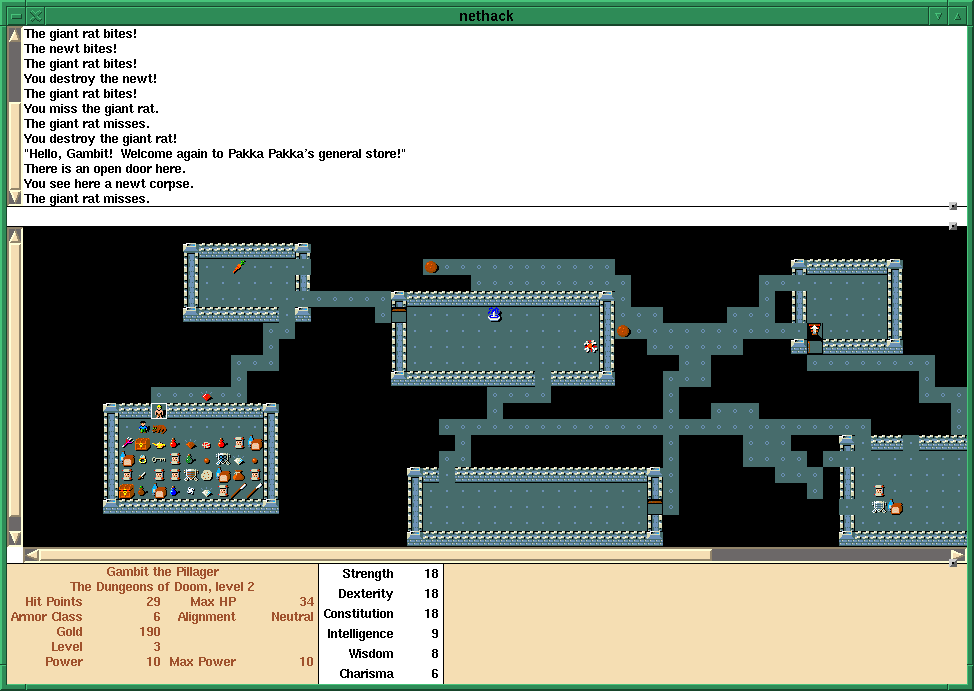 nethack
The giant rat bites!
The newt bites!
The giant rat bites!
You destroy the newt!
The giant rat bites!
You miss the giant rat.
The giant rat misses.
You destroy the giant rat!
"Hello, Gambit!  Welcome again to Pakka Pakka's general store!"
There is an open door here.
You see here a newt corpse.
The giant rat misses.
Gambit the Pillager
The Dungeons of Doom, level 2
Hit Points 29 Max HP 34
Armor Class 6 Alignment Neutral
Gold 190
Level 3
Power 10 Max Power 10
Strength 18
Dexterity 18
Constitution 18
Intelligence 9
Wisdom 8
Charisma 6